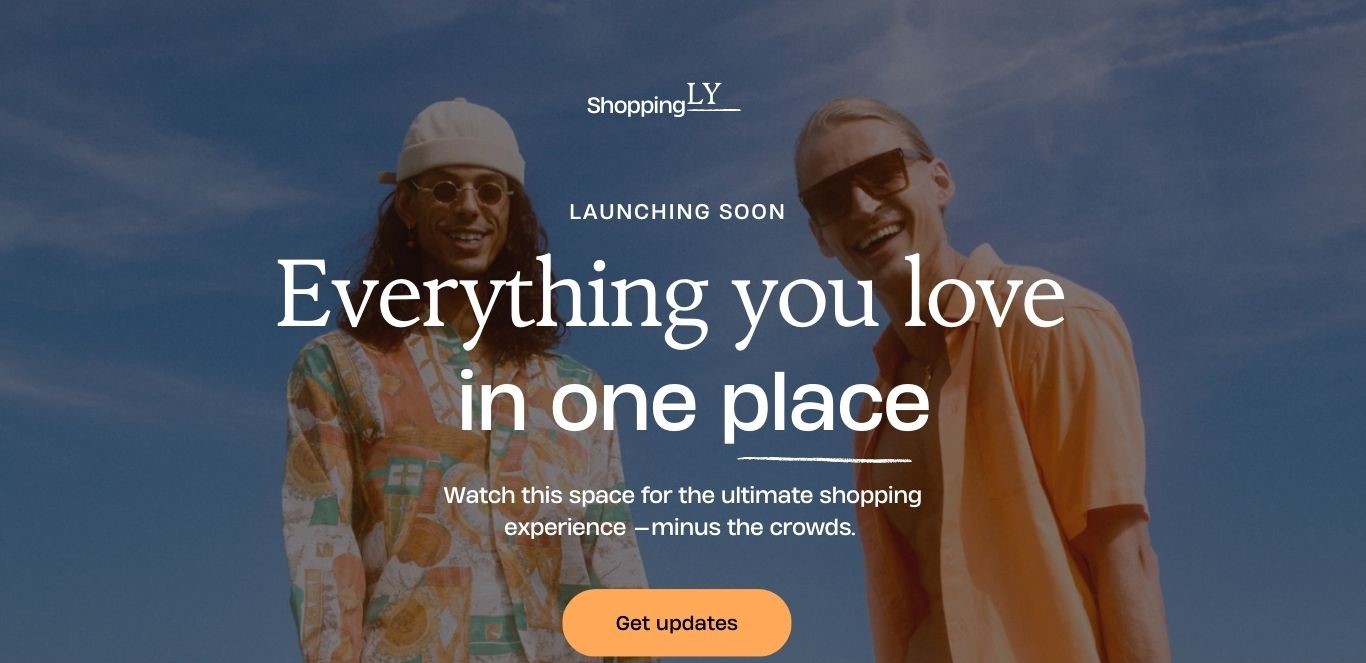 ShoppingLY
LAUNCHING SOON
Everything you love
in one place
Watch this space for the ultimate shopping
experience —minus the crowds.
Get updates